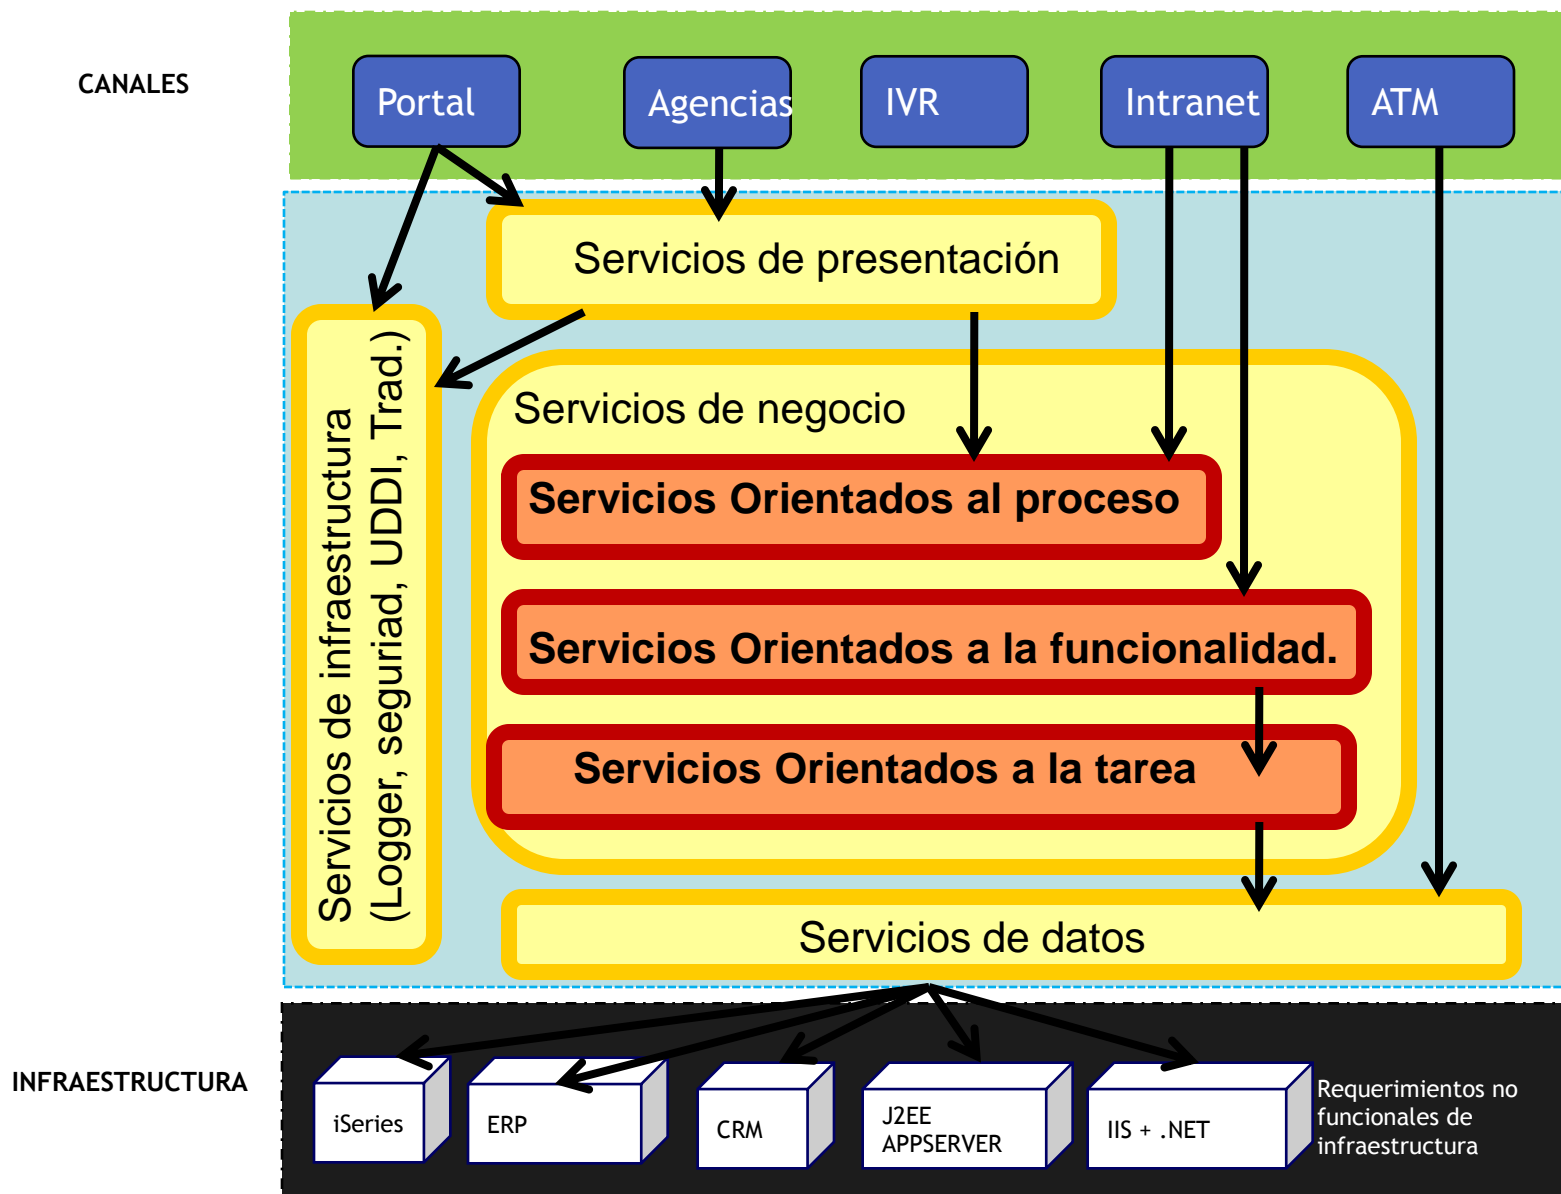 CANALES
Portal
Agencias
IVR
Intranet
ATM
Servicios de presentación
Servicios de infraestructura
(Logger, seguriad, UDDI, Trad.)
Servicios de negocio
Servicios Orientados al proceso
Servicios Orientados a la funcionalidad.
Servicios Orientados a la tarea
Servicios de datos
INFRAESTRUCTURA
iSeries
ERP
CRM
J2EE
APPSERVER
IIS + .NET
Requerimientos no
funcionales de
infraestructura